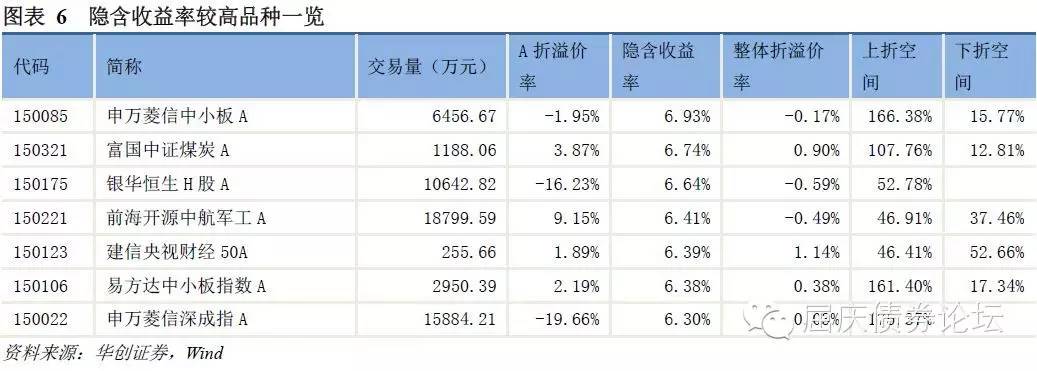 图表 6 隐含收益率较高品种一览
代码 简称 交易量（万元） A 折溢价率 隐含收益率 整体折溢价率 上折空间 下折空间
150085 申万菱信中小板 A 6456.67 -1.95% 6.93% -0.17% 166.38% 15.77%
150321 富国中证煤炭 A 1188.06 3.87% 6.74% 0.90% 107.76% 12.81%
150175 银华恒生 H 股 A 10642.82 -16.23% 6.64% -0.59% 52.78%
150221 前海开源中航军工 A 18799.59 9.15% 6.41% -0.49% 46.91% 37.46%
150123 建信央视财经 50A 255.66 1.89% 6.39% 1.14% 46.41% 52.66%
150106 易方达中小板指数 A 2950.39 2.19% 6.38% 0.38% 161.40% 17.34%
150022 申万菱信深成指 A 15884.21 -19.66% 6.30%
屈庆债券论坛
资料来源：华创证券，Wind